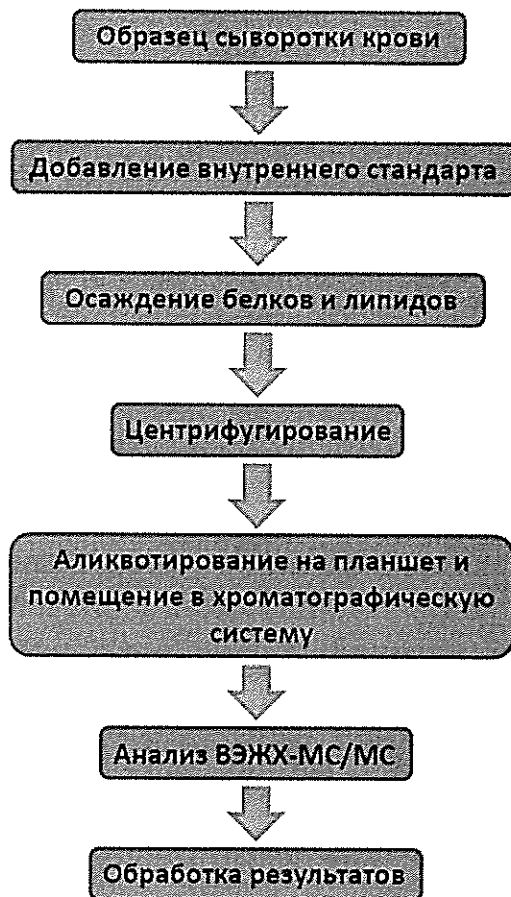 Образец сыворотки крови
Добавление внутреннего стандарта
Осаждение белков и липидов
Центрифугирование
Аликвотирование на планшет и
помещение в хроматографическую
систему
Анализ ВЭЖХ-МС/МС
Обработка результатов